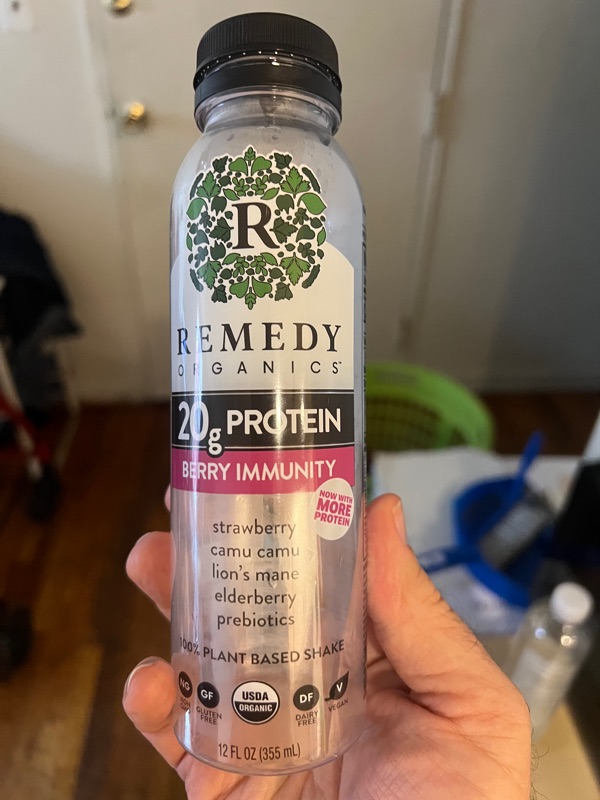 R
REMEDY
ORGANICS™
20g PROTEIN
BERRY IMMUNITY
NOW WITH
MORE
PROTEIN
strawberry
camu camu
lion's mane
elderberry
prebiotics
100% PLANT BASED SHAKE
NG
GF
GLUTEN
FREE
USDA
ORGANIC
DF
DAIRY
FREE
V
VEGAN
12 FL OZ (355 mL)